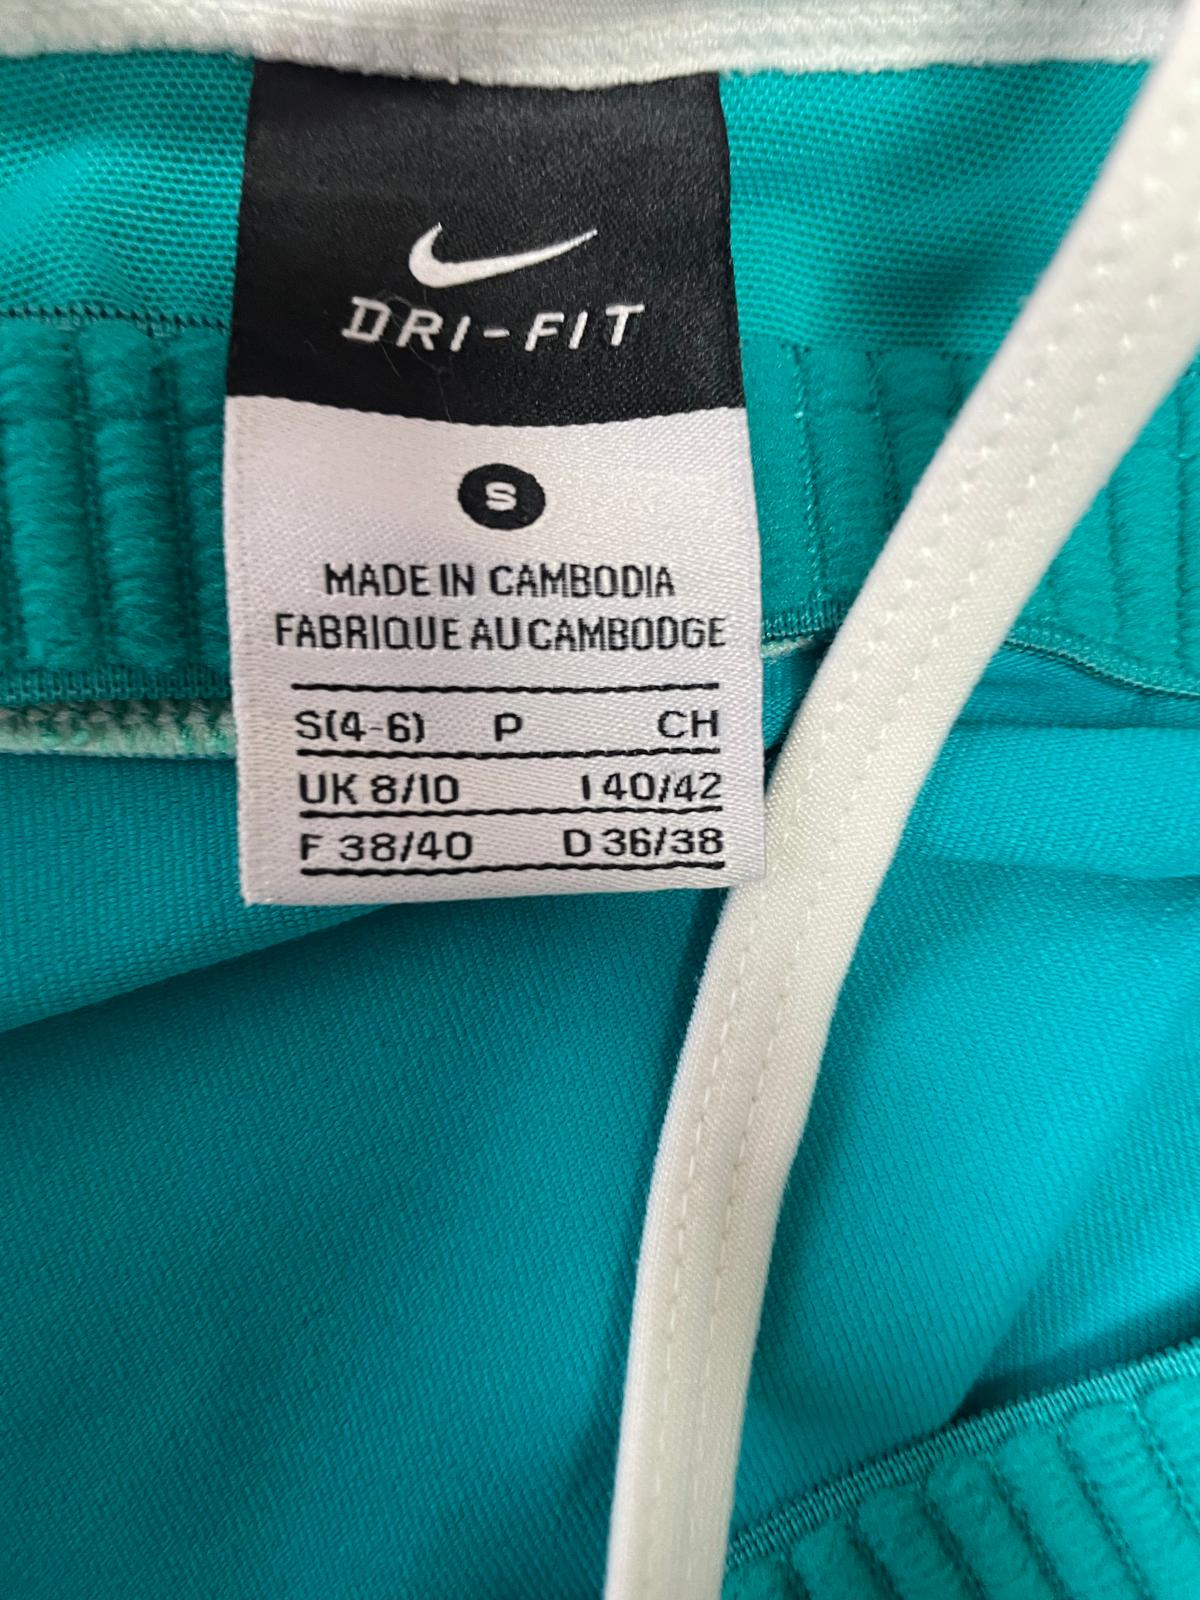 DRI-FIT
S
MADE IN CAMBODIA
FABRIQUE AU CAMBODGE
S(4-6) P CH
UK 8/10 I 40/42
F 38/40 D 36/38